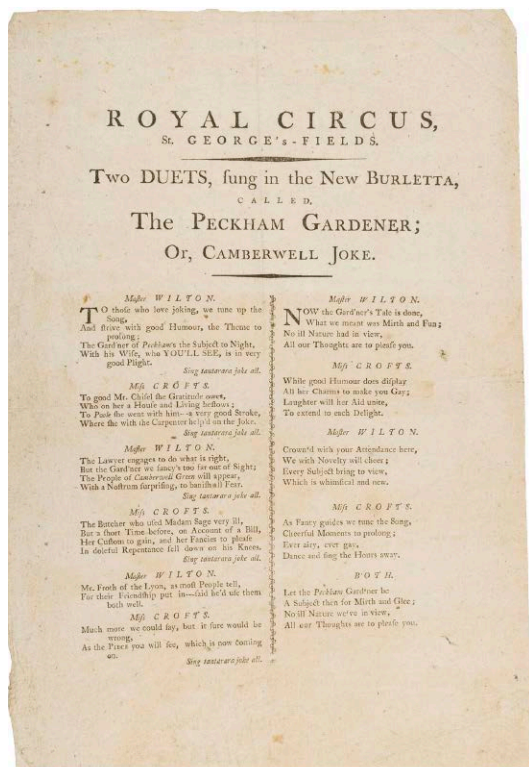 ROYAL CIRCUS,
St. GEORGE's-FIELDS.
Two DUETS, ſung in the New BURLETTA,
CALLED,
The PECKHAM GARDENER;
Or, CAMBERWELL JOKE.
Maſter WILTON.
TO thoſe who love joking, we tune up the
Song,
And ſtrive with good Humour, the Theme to
prolong;
The Gard'ner of Peckham's the Subject to Night,
With his Wife, who YOU'LL SEE, is in very
good Plight.
Sing tantarara joke all.
Miſs CROFTS.
To good Mr. Chiſel ſhe Gratitude owes,
Who on her a Houſe and Living beſtows;
To Park ſhe went with him--a very good Stroke,
Where ſhe with the Carpenter help'd on the Joke.
Sing tantarara joke all.
Maſter WILTON.
The Lawyer engages to do what is right,
But the Gard'ner we fancy's too far out of Sight;
The People of Camberwell Green will appear,
With a Noſtrum ſurpriſing, to baniſh all Fear.
Sing tantarara joke all.
Miſs CROFTS.
The Butcher who uſed Madam Sage very ill,
But a ſhort Time before, on Account of a Bill,
Her Cuſtom to gain, and her Fancies to pleaſe
In doleful Repentance fell down on his Knees.
Sing tantarara joke all.
Maſter WILTON.
Mr. Froth of the Lyon, as moſt People tell,
For their Friendſhip put in—ſaid he'd uſe them
both well.
Miſs CROFTS.
Much more we could ſay, but it ſure would be
wrong,
As the Piece you will ſee, which is now coming
on.
Sing tantarara joke all.
Maſter WILTON.
NOW the Gard'ner's Tale is done,
What we meant was Mirth and Fun;
No ill Nature had in view,
All our Thoughts are to pleaſe you.
Miſs CROFTS.
While good Humour does diſplay
All her Charms to make you Gay;
Laughter will her Aid unite,
To extend to each Delight.
Maſter WILTON.
Crown'd with your Attendance here,
We with Novelty will cheer;
Every Subject bring to view,
Which is whimſical and new.
Miſs CROFTS.
As Fancy guides we tune the Song,
Cheerful Moments to prolong;
Ever airy, ever gay,
Dance and ſing the Hours away.
BOTH.
Let the Peckham Gard'ner be
A Subject then for Mirth and Glee;
No ill Nature we've in view,
All our Thoughts are to pleaſe you.